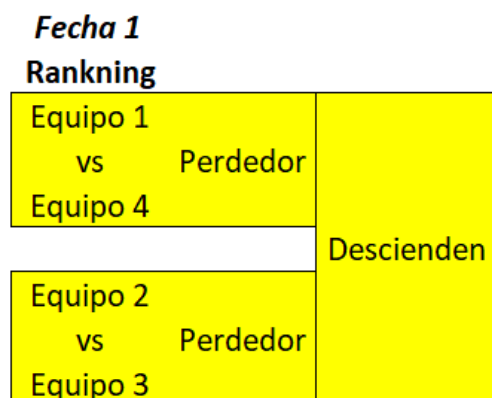 Fecha 1
Rankning
Equipo 1
vs Perdedor
Equipo 4
Descienden
Equipo 2
vs Perdedor
Equipo 3